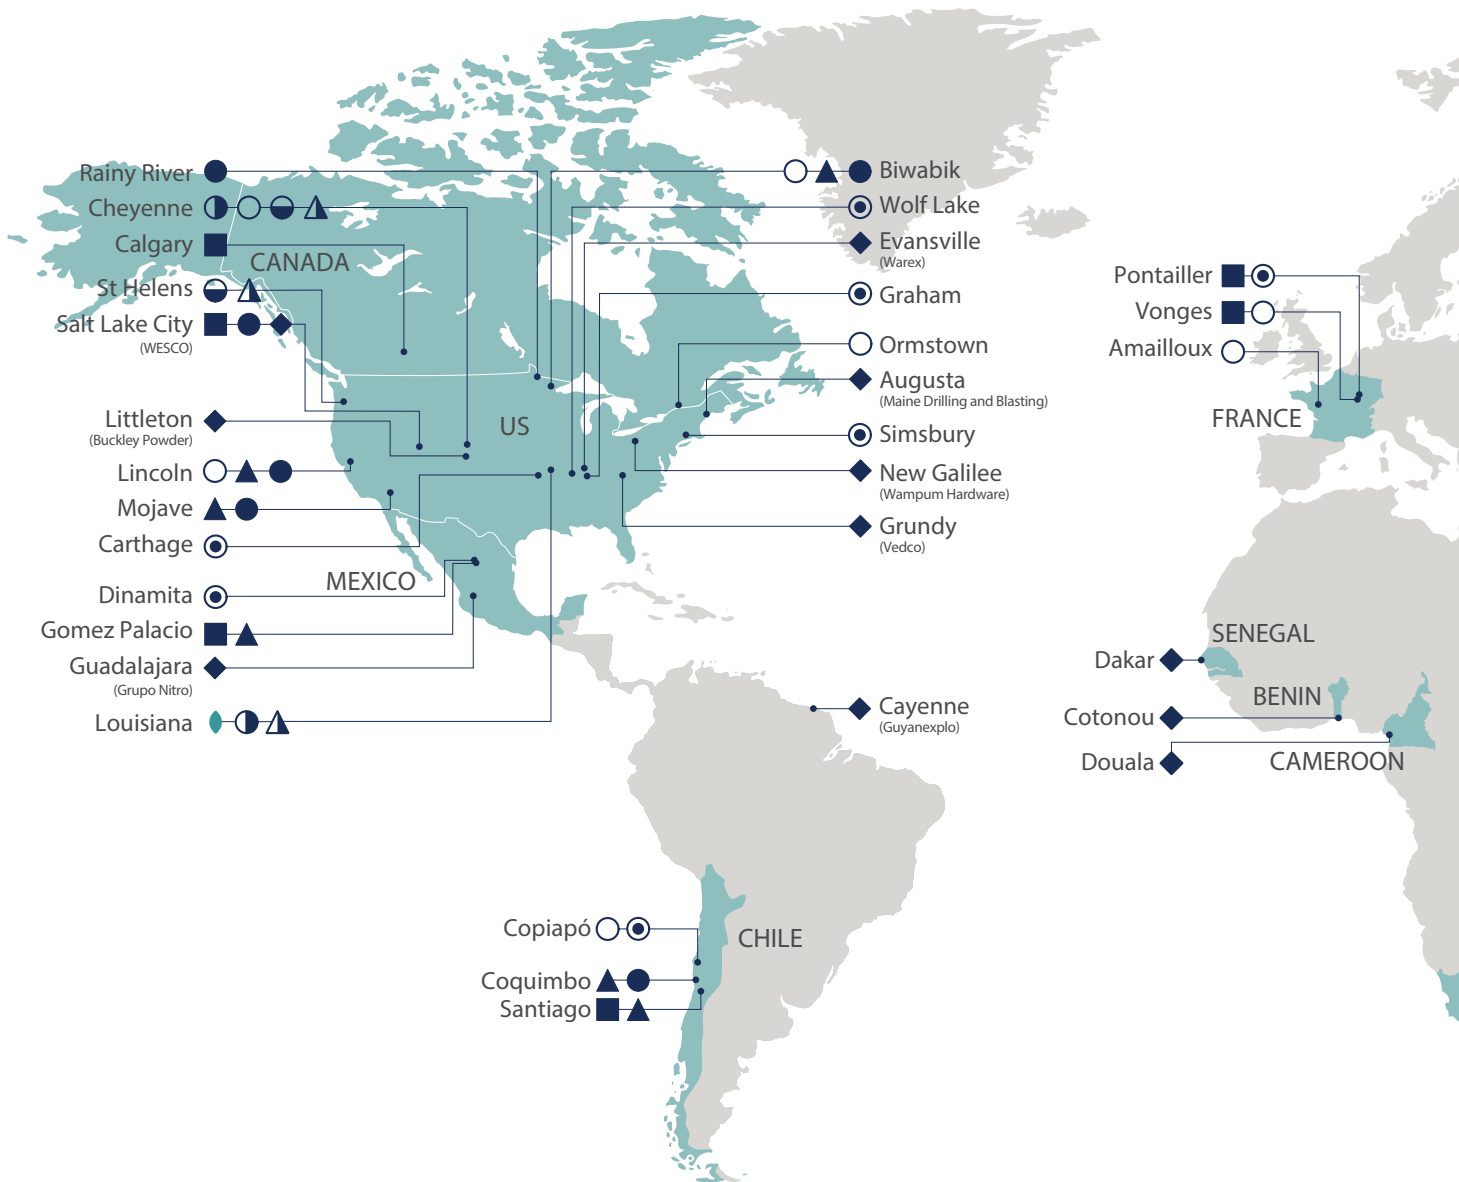 Rainy River
Cheyenne
Calgary
CANADA
St Helens
Salt Lake City
(WESCO)
Littleton
(Buckley Powder)
US
Lincoln
Mojave
Carthage
MEXICO
Dinamita
Gomez Palacio
Guadalajara
(Grupo Nitro)
Louisiana
Biwabik
Wolf Lake
Evansville
(Warex)
Graham
Ormstown
Augusta
(Maine Drilling and Blasting)
Simsbury
New Galilee
(Wampum Hardware)
Grundy
(Vedco)
Cayenne
(Guyanexplo)
Copiapó
CHILE
Coquimbo
Santiago
Pontailler
Vonges
Amailloux
FRANCE
SENEGAL
Dakar
BENIN
Cotonou
Douala
CAMEROON